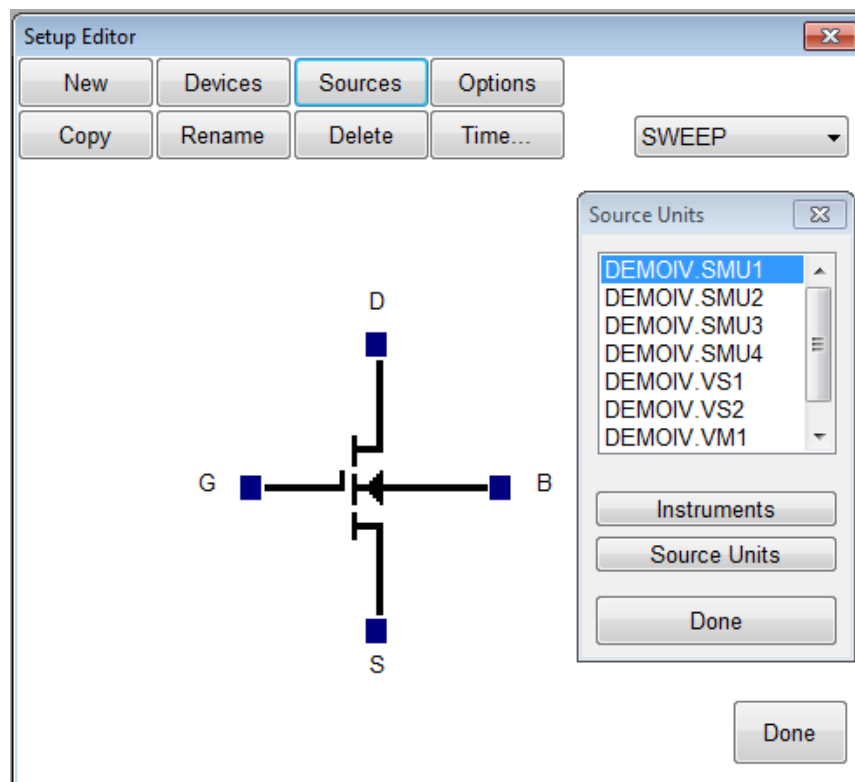 Setup Editor
New Devices Sources Options
Copy Rename Delete Time...
SWEEP
Source Units
DEMOIV.SMU1
DEMOIV.SMU2
DEMOIV.SMU3
DEMOIV.SMU4
DEMOIV.VS1
DEMOIV.VS2
DEMOIV.VM1
D
G
B
S
Instruments
Source Units
Done
Done